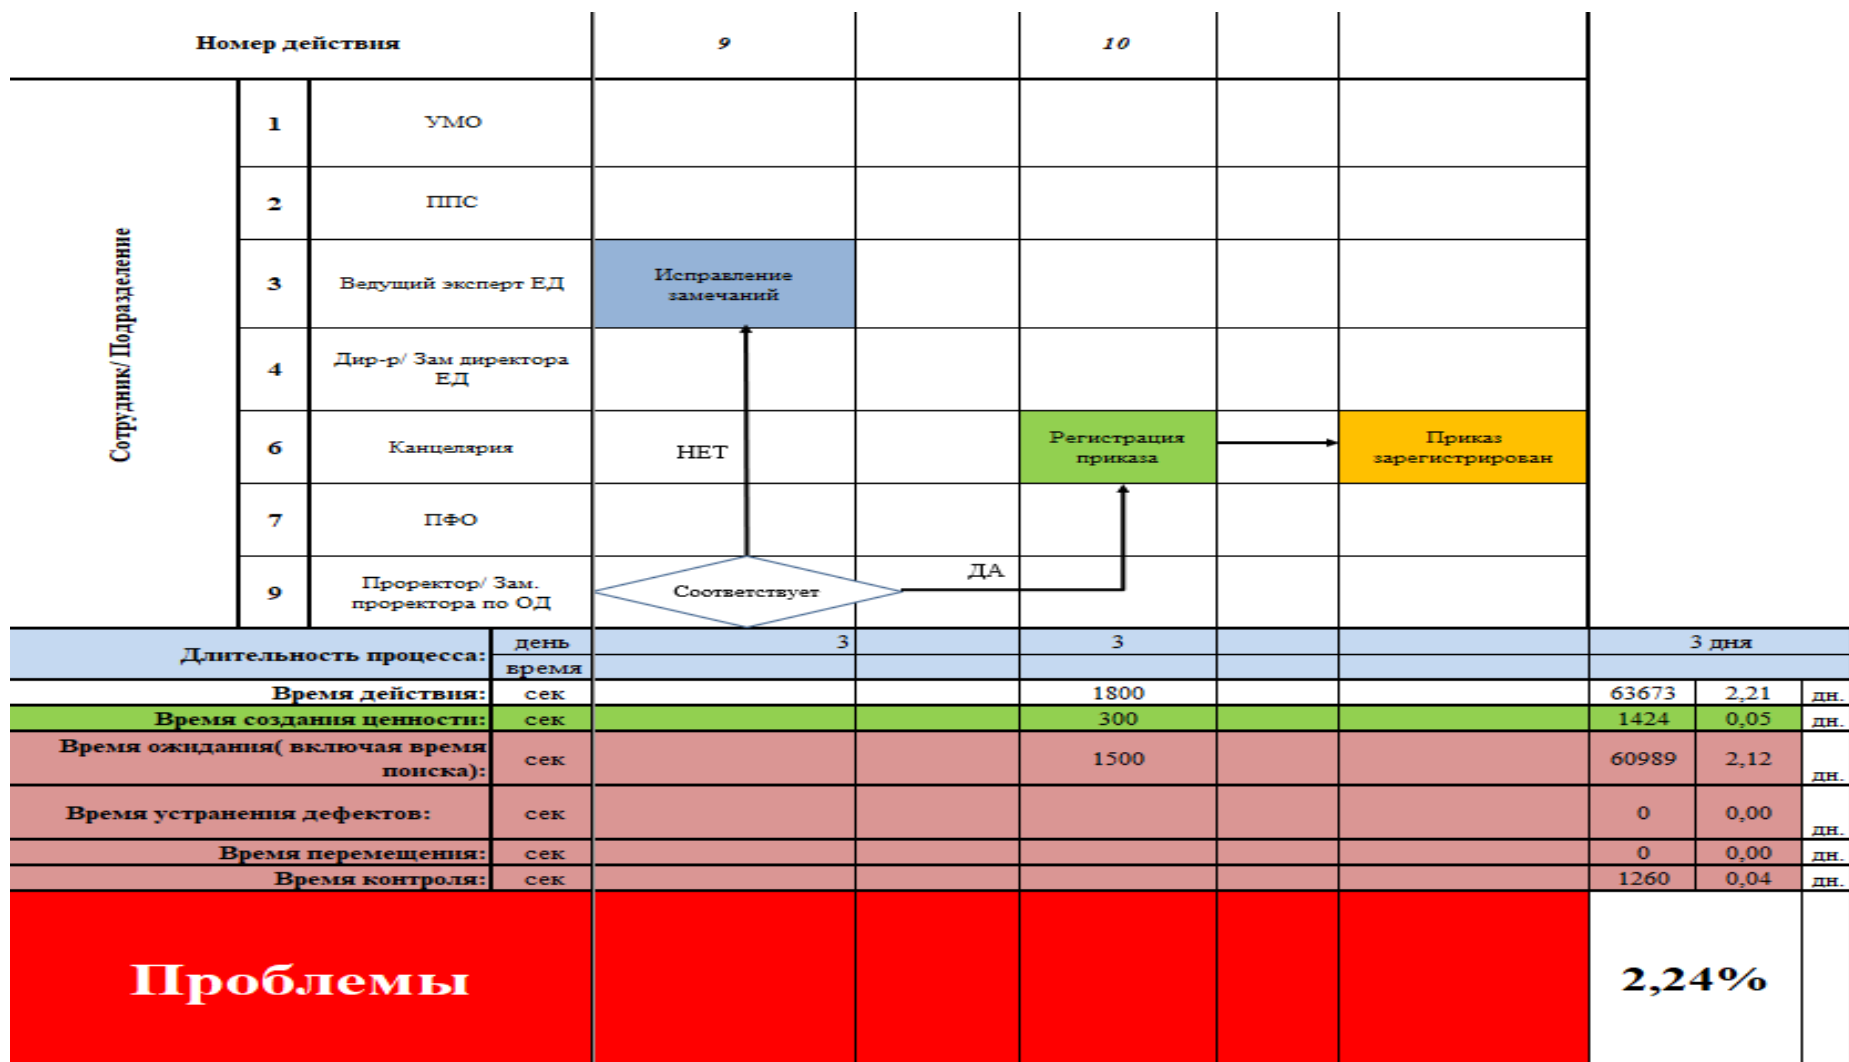 Номер действия 9 10
Сотрудник/ Подразделение
1 УМО
2 ППС
3 Ведущий эксперт ЕД
Исправление
замечаний
4 Дир-р/ Зам директора
ЕД
6 Канцелярия НЕТ
Регистрация
приказа
Приказ
зарегистрирован
7 ПФО
9 Проректор/ Зам.
проректора по ОД
Соответствует
ДА
Длительность процесса: день 3 3 3 дня
время
Время действия: сек 1800 63673 2,21 дн.
Время создания ценности: сек 300 1424 0,05 дн.
Время ожидания( включая время
поиска): сек 1500 60989 2,12 дн.
Время устранения дефектов: сек 0 0,00 дн.
Время перемещения: сек 0 0,00 дн.
Время контроля: сек 1260 0,04 дн.
Проблемы 2,24%